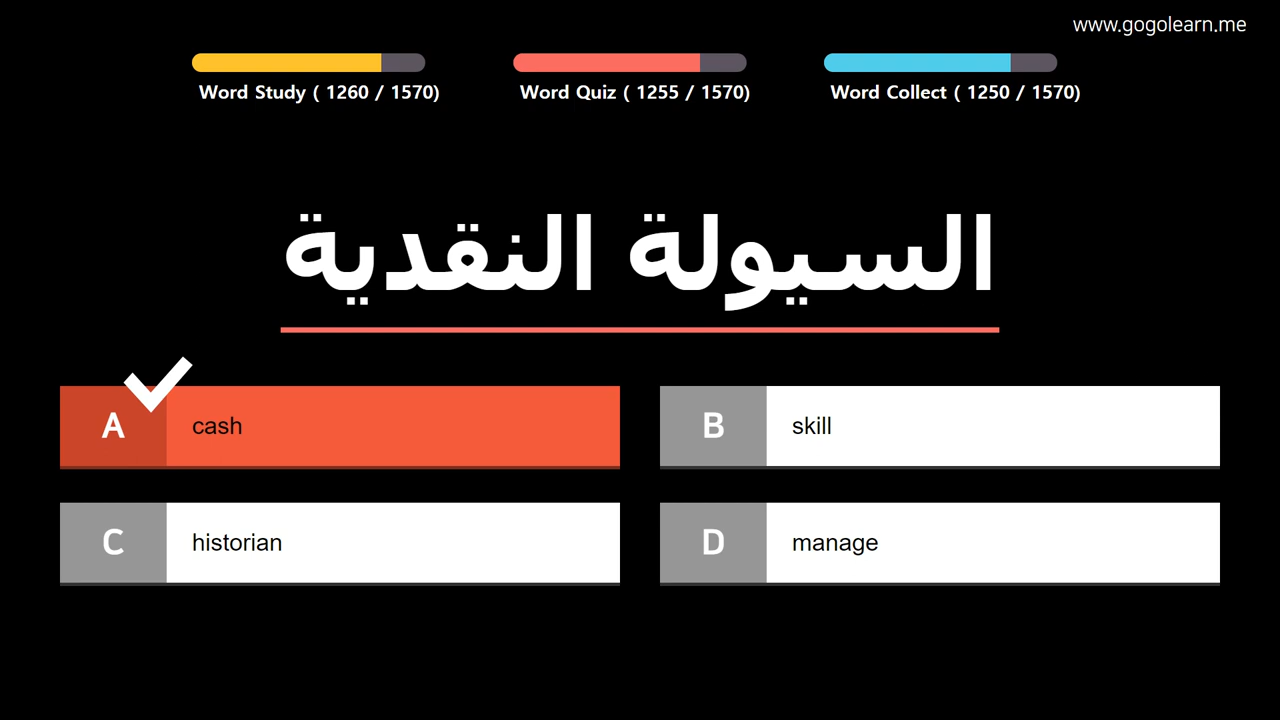 www.gogolearn.me
Word Study ( 1260 / 1570)
Word Quiz ( 1255 / 1570)
Word Collect ( 1250 / 1570)
السيولة النقدية
A cash
B skill
C historian
D manage